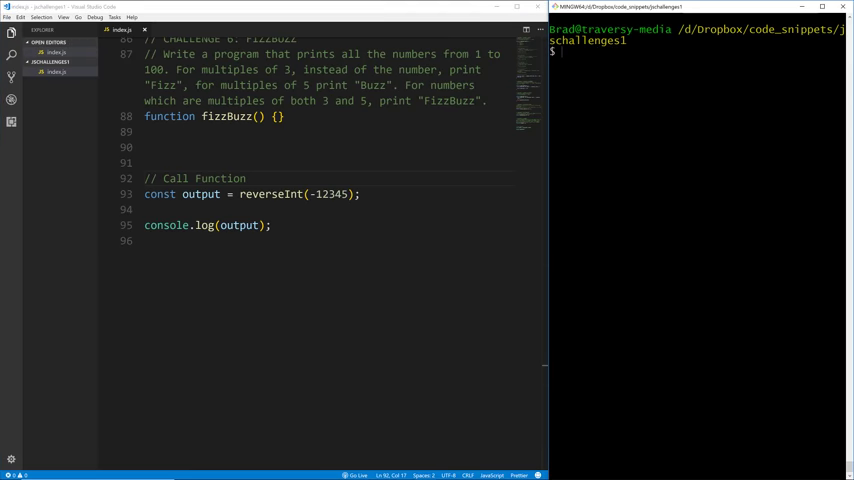 index.js - jschallenges1 - Visual Studio Code
File Edit Selection View Go Debug Tasks Help
EXPLORER
OPEN EDITORS
index.js
JSCHALLENGES1
index.js
index.js
86 // CHALLENGE 6: FIZZBUZZ
87 // Write a program that prints all the numbers from 1 to
100. For multiples of 3, instead of the number, print
"Fizz", for multiples of 5 print "Buzz". For numbers
which are multiples of both 3 and 5, print "FizzBuzz".
88 function fizzBuzz() {}
89
90
91
92 // Call Function
93 const output = reverseInt(-12345);
94
95 console.log(output);
96
0 0 Go Live Ln 92, Col 17 Spaces: 2 UTF-8 CRLF JavaScript Prettier
MINGW64:/d/Dropbox/code_snippets/jschallenges1
Brad@traversy-media /d/Dropbox/code_snippets/j
schallenges1
$